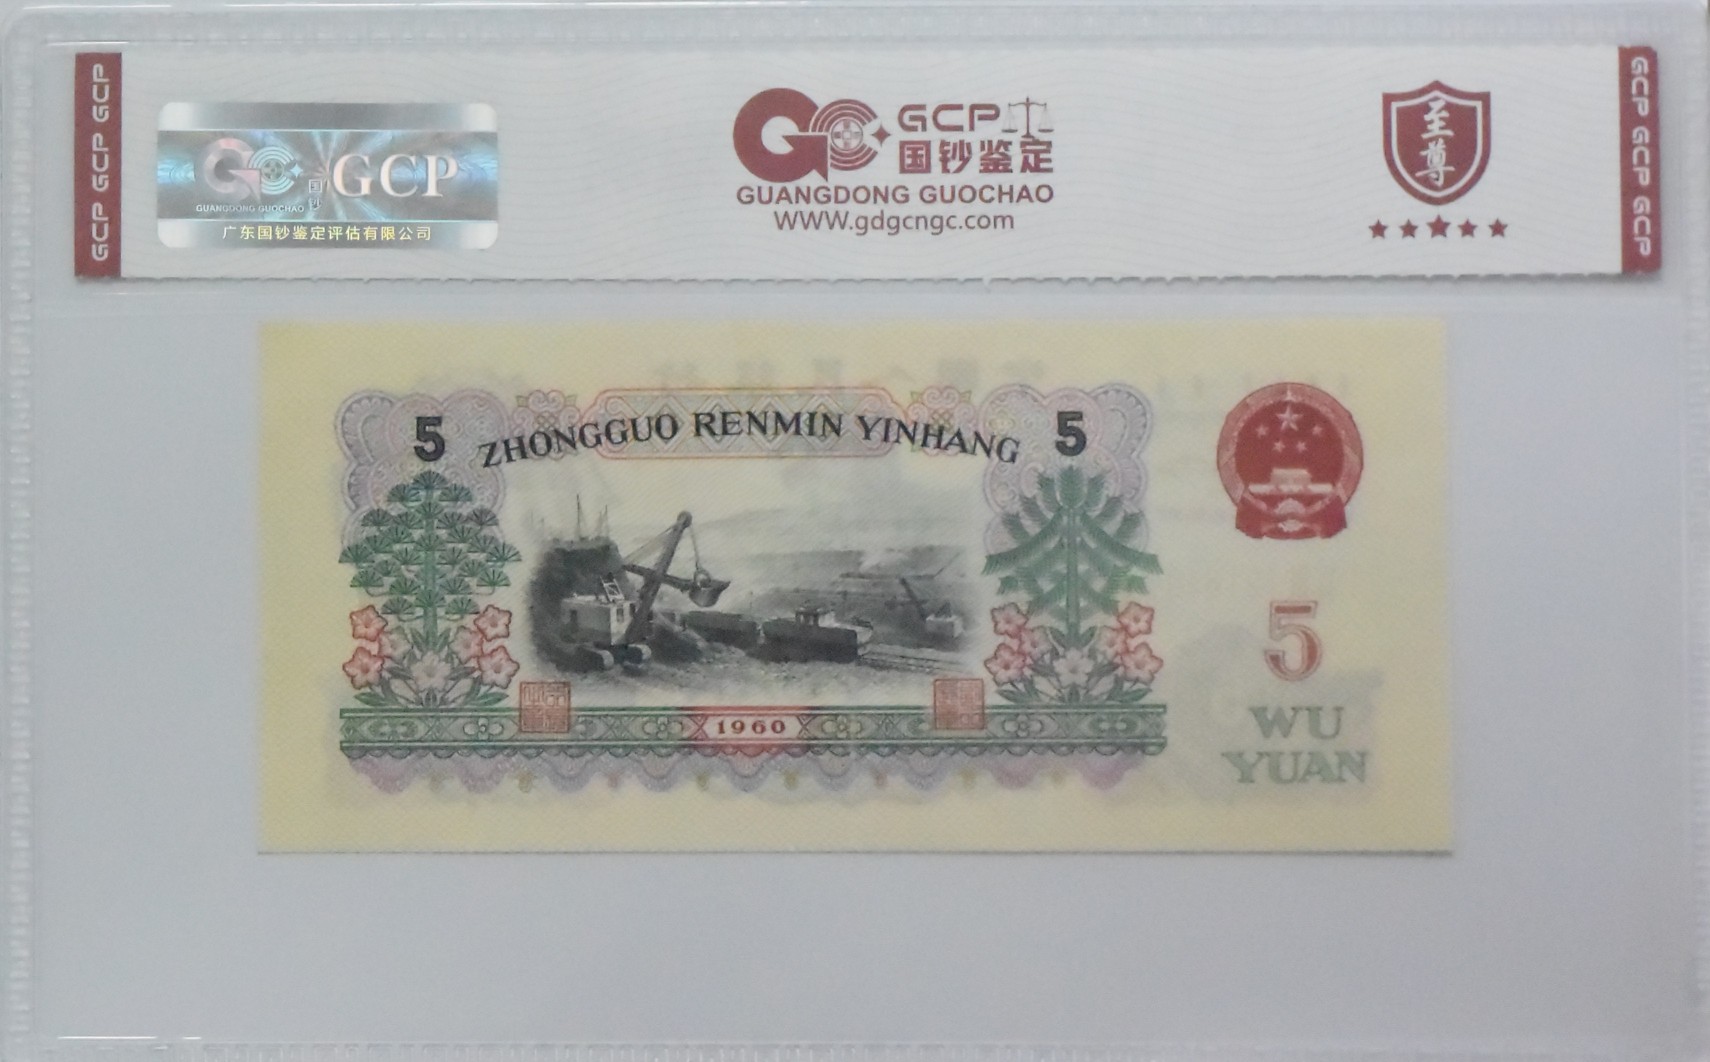 GCP GCP GCP
GCP
国钞
GUANGDONG GUOCHAO
广东国钞鉴定评估有限公司
GCP
国钞鉴定
GUANGDONG GUOCHAO
WWW.gdgcngc.com
至尊
GCP GCP GCP
5 ZHONGGUO RENMIN YINHANG 5
5
WU
YUAN
1960